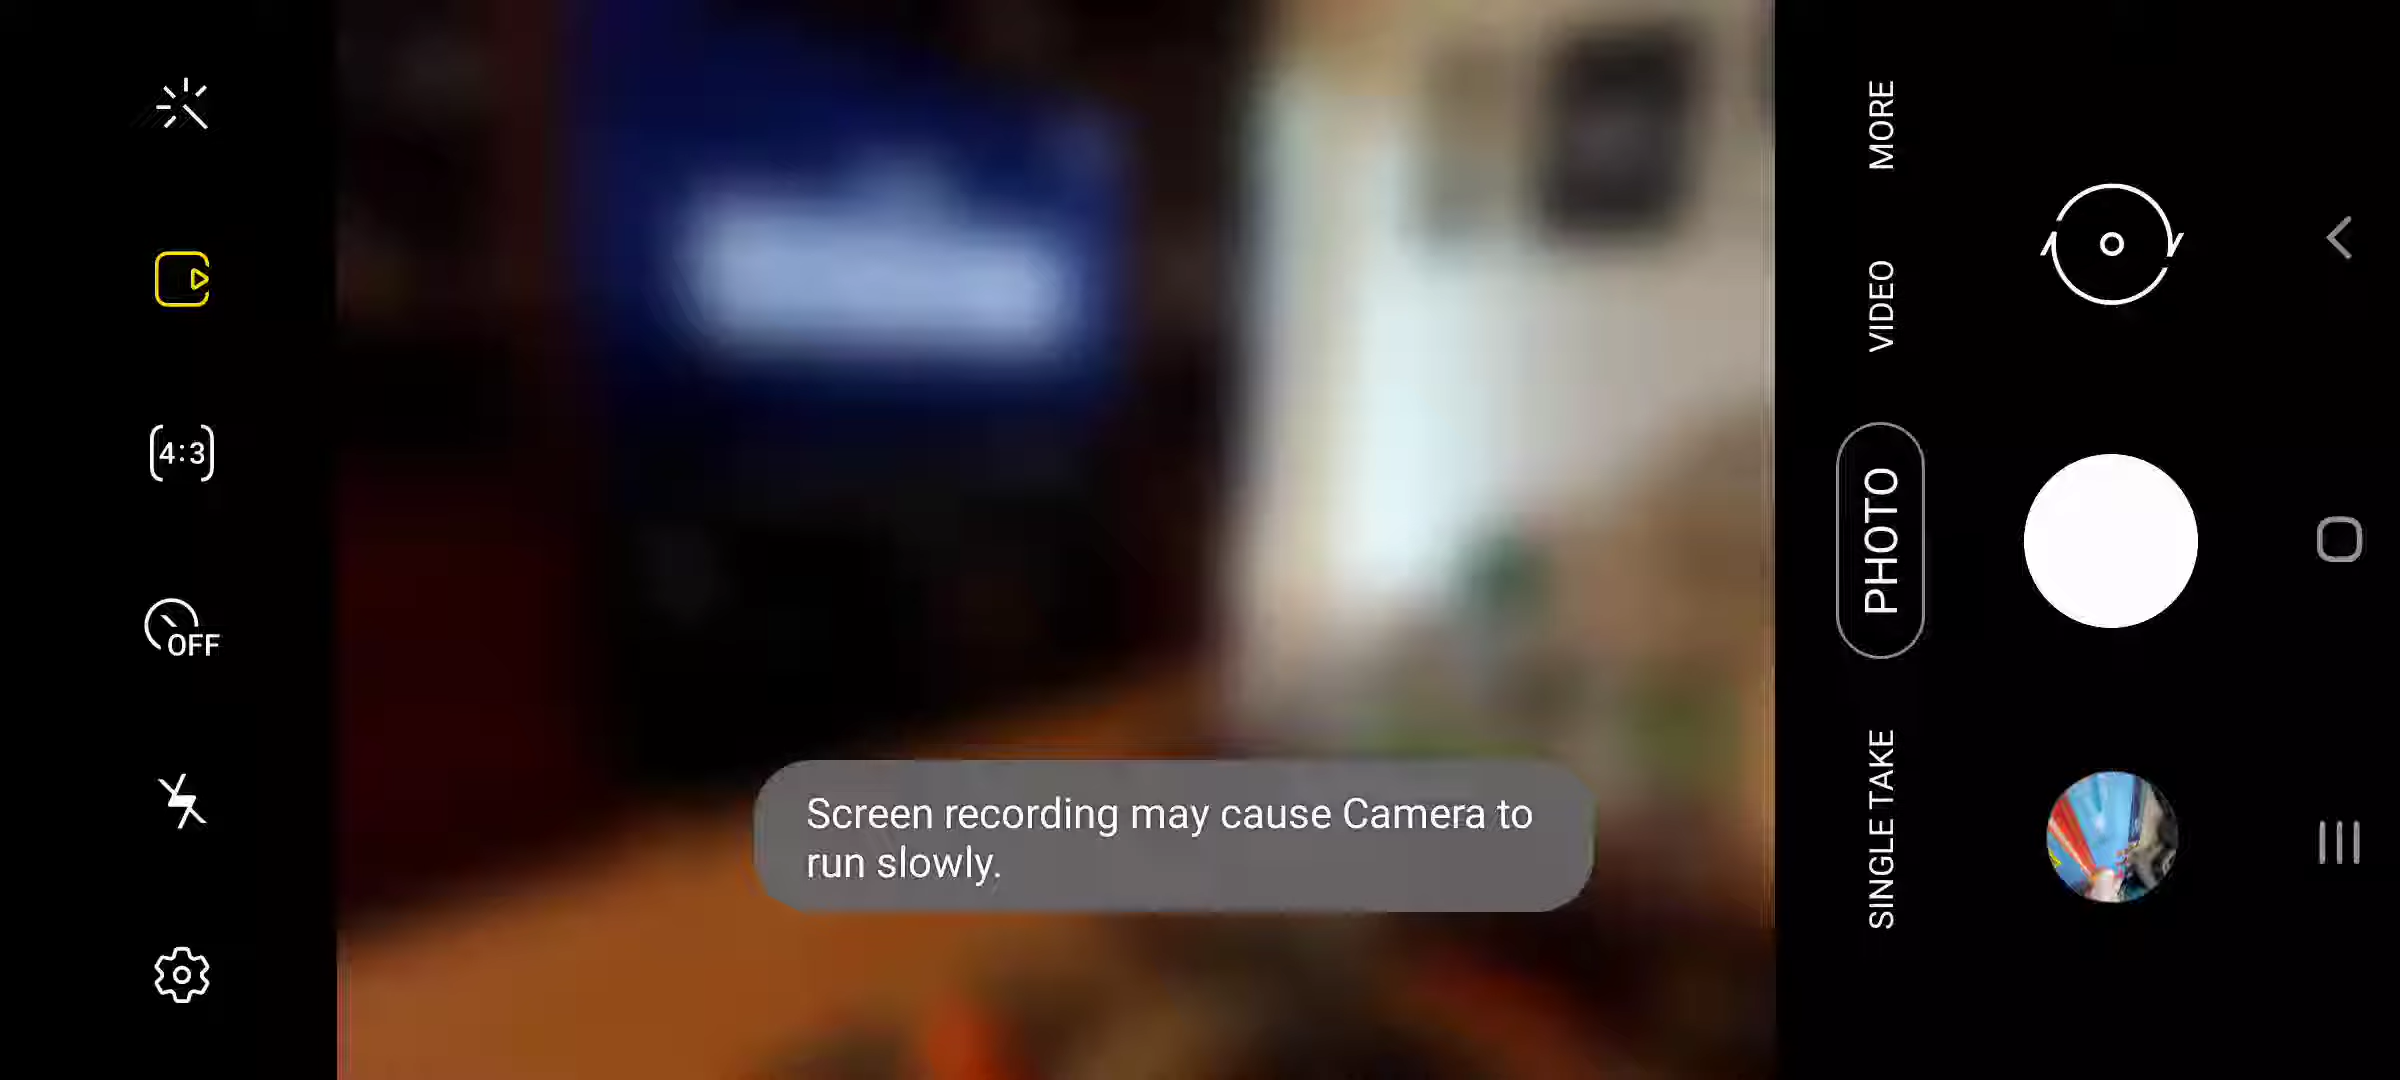 4:3
OFF
Screen recording may cause Camera to
run slowly.
MORE
VIDEO
PHOTO
SINGLE TAKE